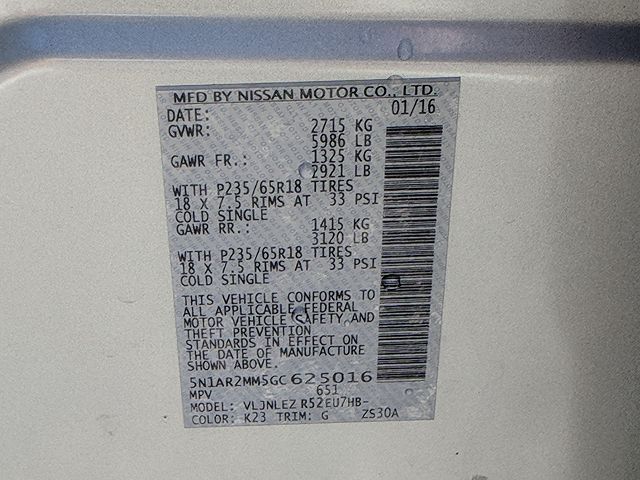 MFD BY NISSAN MOTOR CO., LTD.
DATE: 01/16
GVWR: 2715 KG
5986 LB
GAWR FR.: 1325 KG
2921 LB
WITH P235/65R18 TIRES
18 X 7.5 RIMS AT 33 PSI
COLD SINGLE
GAWR RR.: 1415 KG
3120 LB
WITH P235/65R18 TIRES
18 X 7.5 RIMS AT 33 PSI
COLD SINGLE
THIS VEHICLE CONFORMS TO
ALL APPLICABLE FEDERAL
MOTOR VEHICLE SAFETY AND
THEFT PREVENTION
STANDARDS IN EFFECT ON
THE DATE OF MANUFACTURE
SHOWN ABOVE.
5N1AR2MM5GC625016
MPV 651
MODEL: VLJNLEZ R52EU7HB-
COLOR: K23 TRIM: G ZS30A